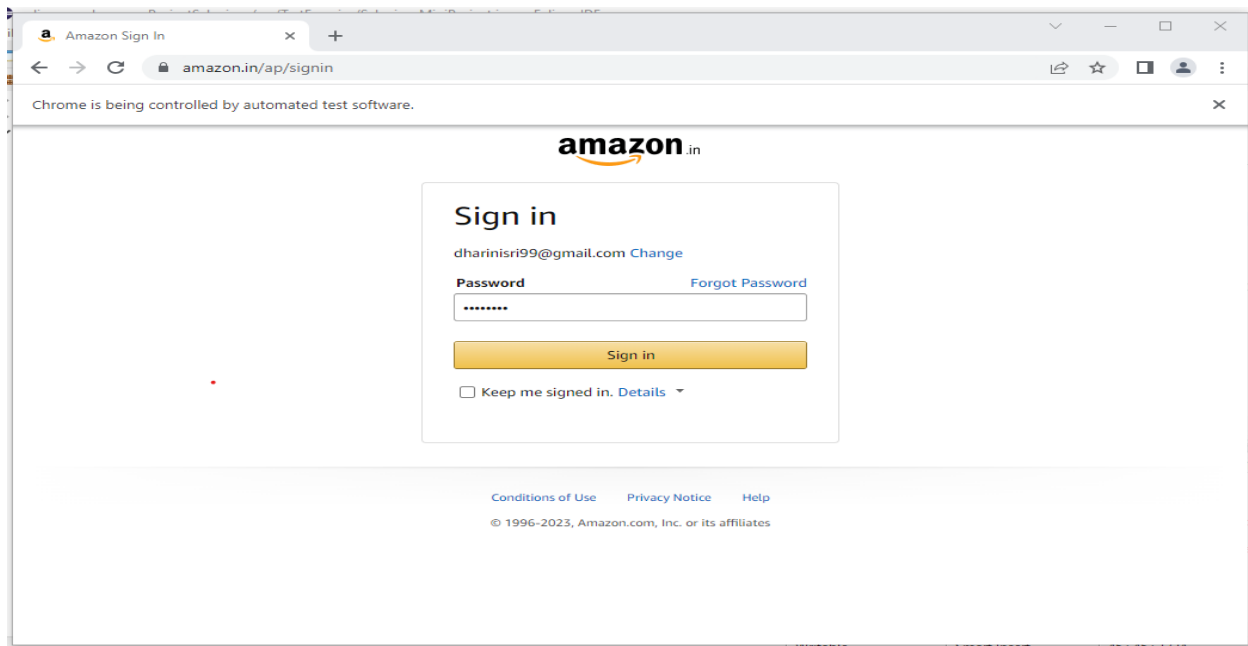 Amazon Sign In
amazon.in/ap/signin
Chrome is being controlled by automated test software.
amazon.in
Sign in
dharinisri99@gmail.com Change
Password Forgot Password
Sign in
Keep me signed in. Details
Conditions of Use Privacy Notice Help
© 1996-2023, Amazon.com, Inc. or its affiliates